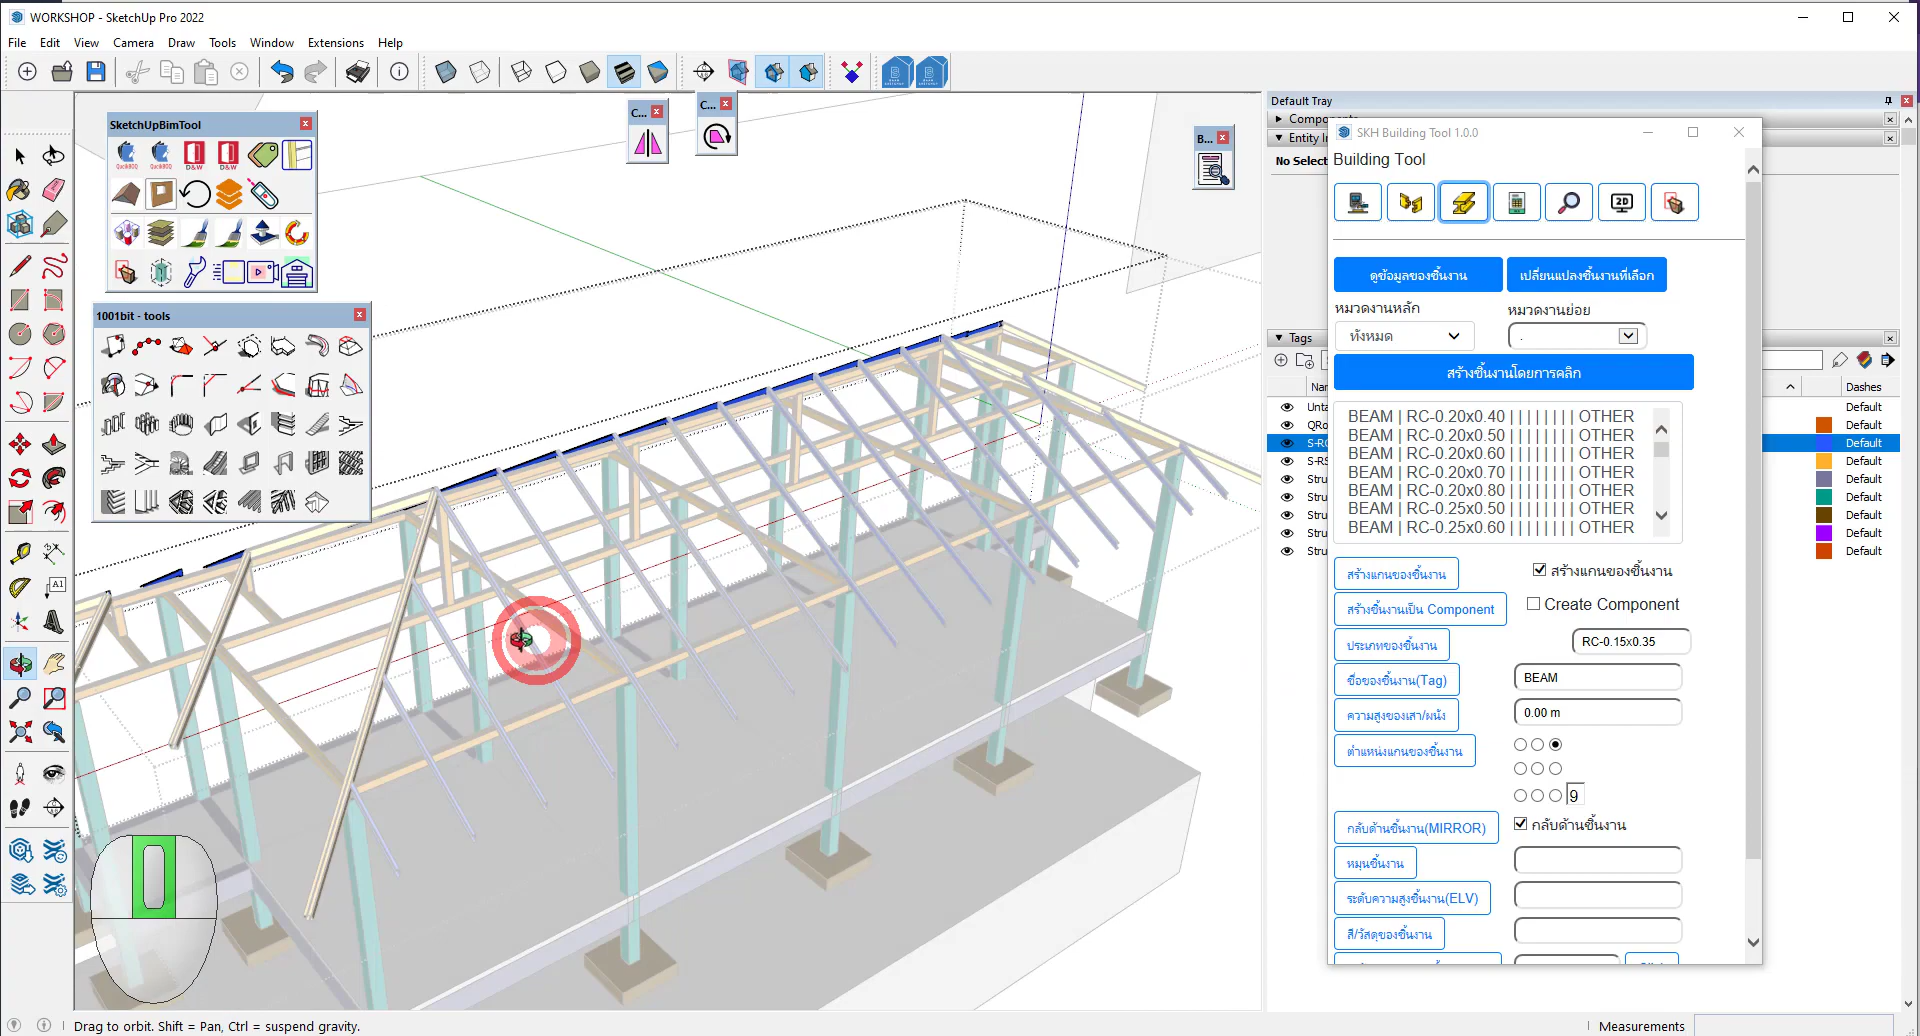 WORKSHOP - SketchUp Pro 2022
File Edit View Camera Draw Tools Window Extensions Help
SketchUpBimTool
D&W D&W
1001bit - tools
C...
C...
B...
A1
Default Tray
Entity In
No Select
Tags
Dashes
Default
Default
Default
Default
Default
Default
Default
Default
Default
SKH Building Tool 1.0.0
Building Tool
2D
ดูข้อมูลของชิ้นงาน เปลี่ยนแปลงชิ้นงานที่เลือก
หมวดงานหลัก หมวดงานย่อย
ทั้งหมด .
สร้างชิ้นงานโดยการคลิก
BEAM | RC-0.20x0.40 | | | | | | | | OTHER
BEAM | RC-0.20x0.50 | | | | | | | | OTHER
BEAM | RC-0.20x0.60 | | | | | | | | OTHER
BEAM | RC-0.20x0.70 | | | | | | | | OTHER
BEAM | RC-0.20x0.80 | | | | | | | | OTHER
BEAM | RC-0.25x0.50 | | | | | | | | OTHER
BEAM | RC-0.25x0.60 | | | | | | | | OTHER
สร้างแกนของชิ้นงาน สร้างแกนของชิ้นงาน
สร้างชิ้นงานเป็น Component Create Component
ประเภทของชิ้นงาน RC-0.15x0.35
ชื่อของชิ้นงาน(Tag) BEAM
ความสูงของเสา/ผนัง 0.00 m
ตำแหน่งแกนของชิ้นงาน
9
กลับด้านชิ้นงาน(MIRROR) กลับด้านชิ้นงาน
หมุนชิ้นงาน
ระดับความสูงชิ้นงาน(ELV)
สี/วัสดุของชิ้นงาน
Drag to orbit. Shift = Pan, Ctrl = suspend gravity.
Measurements